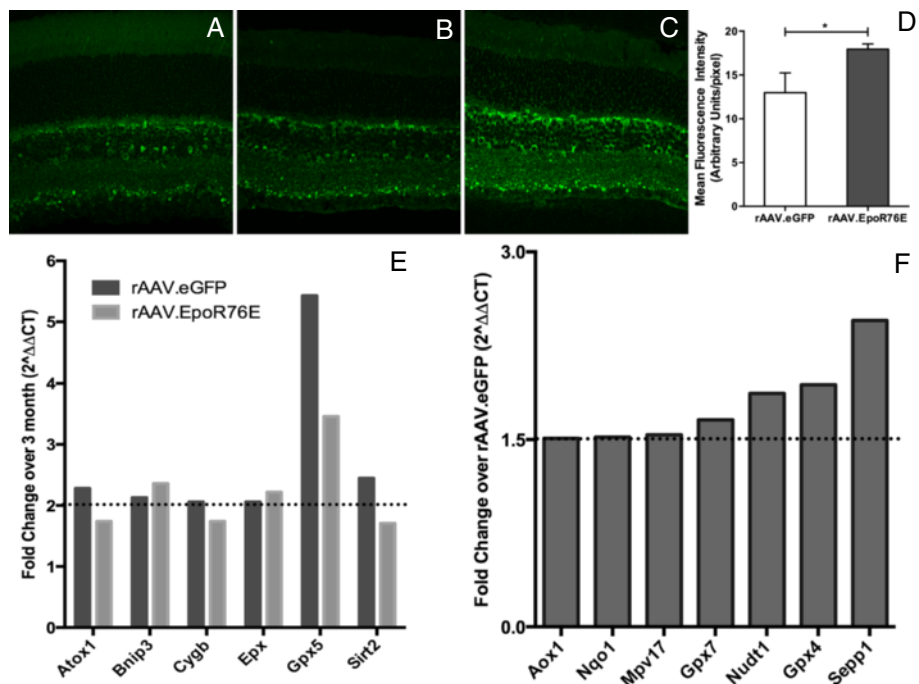 A
B
C
D
Mean Fluorescence Intensity
(Arbitrary Units/pixel)
20
15
10
5
0
*
rAAV.eGFP
rAAV.EpoR76E
E
Fold Change over 3 month (2^ΔΔCT)
6
5
4
3
2
1
0
rAAV.eGFP
rAAV.EpoR76E
Atox1
Bnip3
Cygb
Epx
Gpx5
Sirt2
F
Fold Change over rAAV.eGFP (2^ΔΔCT)
3.0
1.5
0.0
Aox1
Nqo1
Mpv17
Gpx7
Nudt1
Gpx4
Sepp1